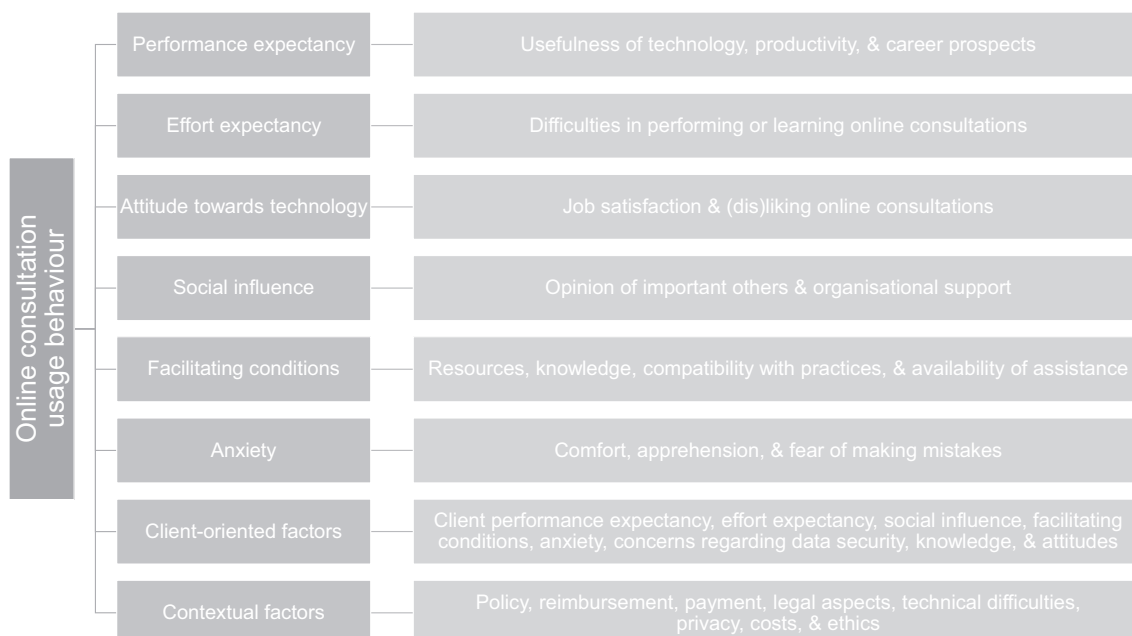 Online consultation
usage behaviour
Performance expectancy
Usefulness of technology, productivity, & career prospects
Effort expectancy
Difficulties in performing or learning online consultations
Attitude towards technology
Job satisfaction & (dis)liking online consultations
Social influence
Opinion of important others & organisational support
Facilitating conditions
Resources, knowledge, compatibility with practices, & availability of assistance
Anxiety
Comfort, apprehension, & fear of making mistakes
Client-oriented factors
Client performance expectancy, effort expectancy, social influence, facilitating
conditions, anxiety, concerns regarding data security, knowledge, & attitudes
Contextual factors
Policy, reimbursement, payment, legal aspects, technical difficulties,
privacy, costs, & ethics